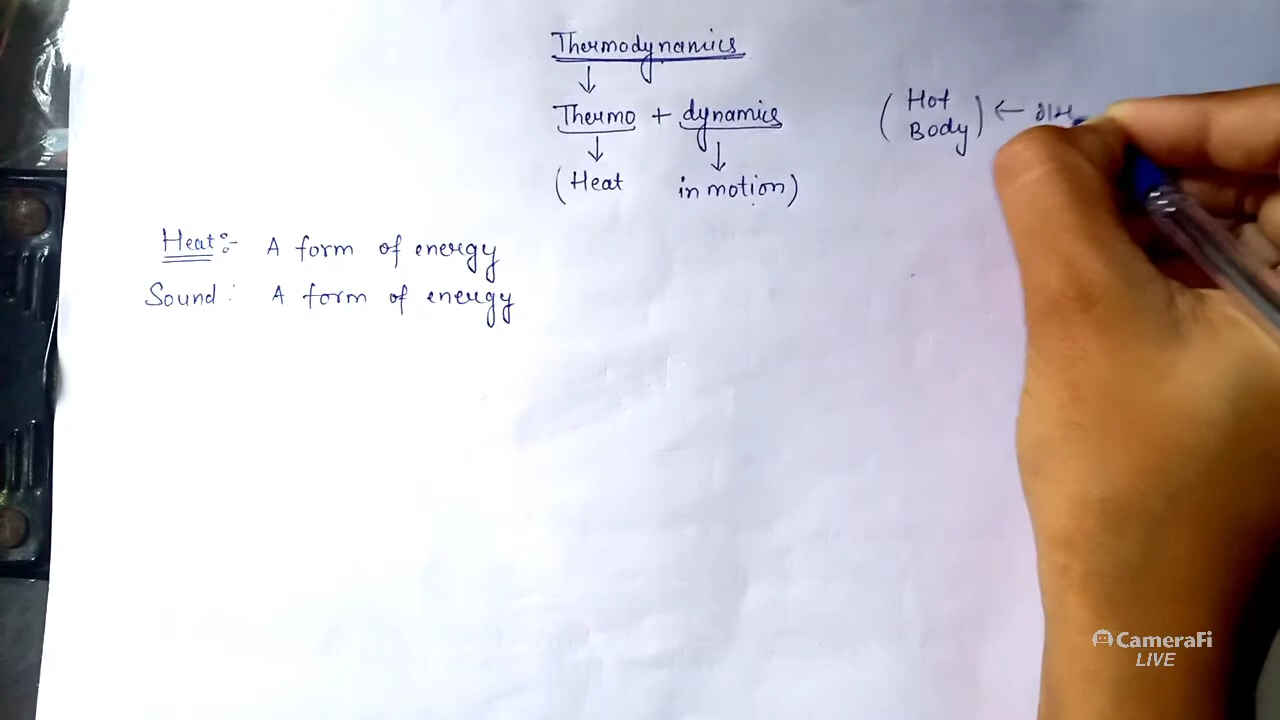 Thermodynamics
↓
Thermo + dynamics
↓ ↓
(Heat in motion)
( Hot
Body ) ←
Heat :- A form of energy
Sound : A form of energy
CameraFi
LIVE